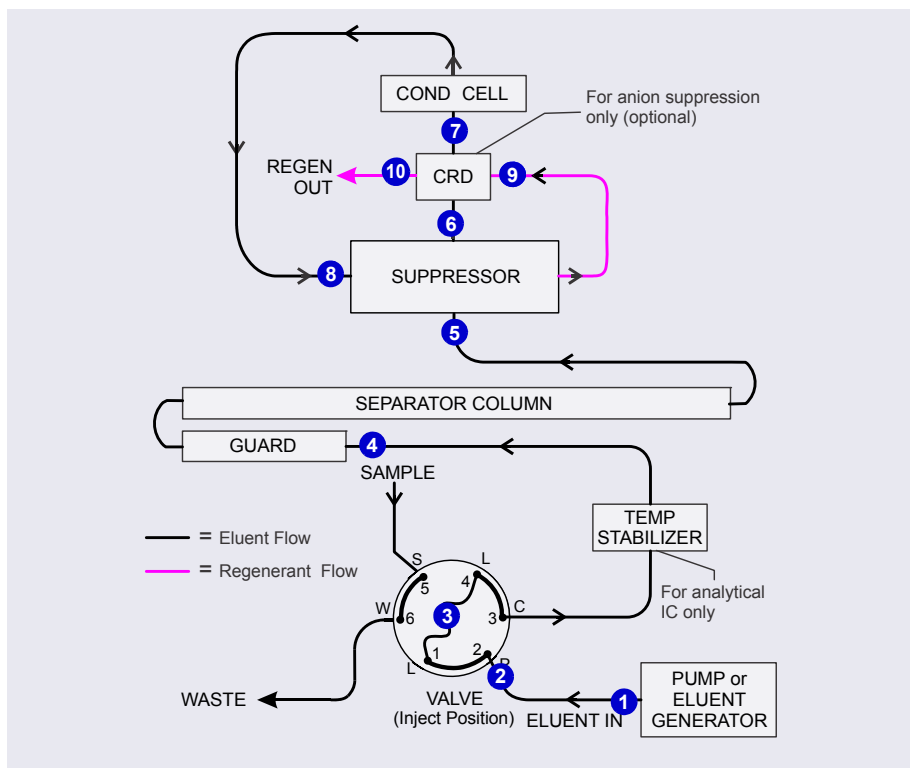 COND CELL
For anion suppression
only (optional)
7
REGEN
OUT
10
CRD
9
6
SUPPRESSOR
8
5
SEPARATOR COLUMN
GUARD
4
SAMPLE
TEMP
STABILIZER
= Eluent Flow
= Regenerant Flow
For analytical
IC only
S
L
5
4
W
6
3
3
C
1
2
L
P
2
WASTE
VALVE
(Inject Position)
ELUENT IN
1
PUMP or
ELUENT
GENERATOR